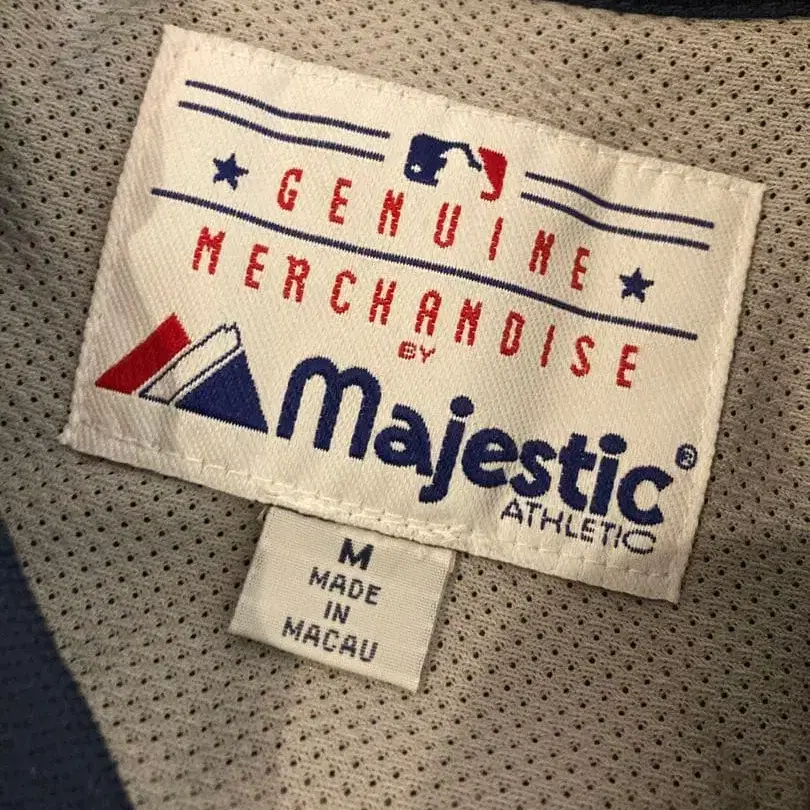 GENUINE
MERCHANDISE
BY
Majestic®
ATHLETIC
M
MADE
IN
MACAU